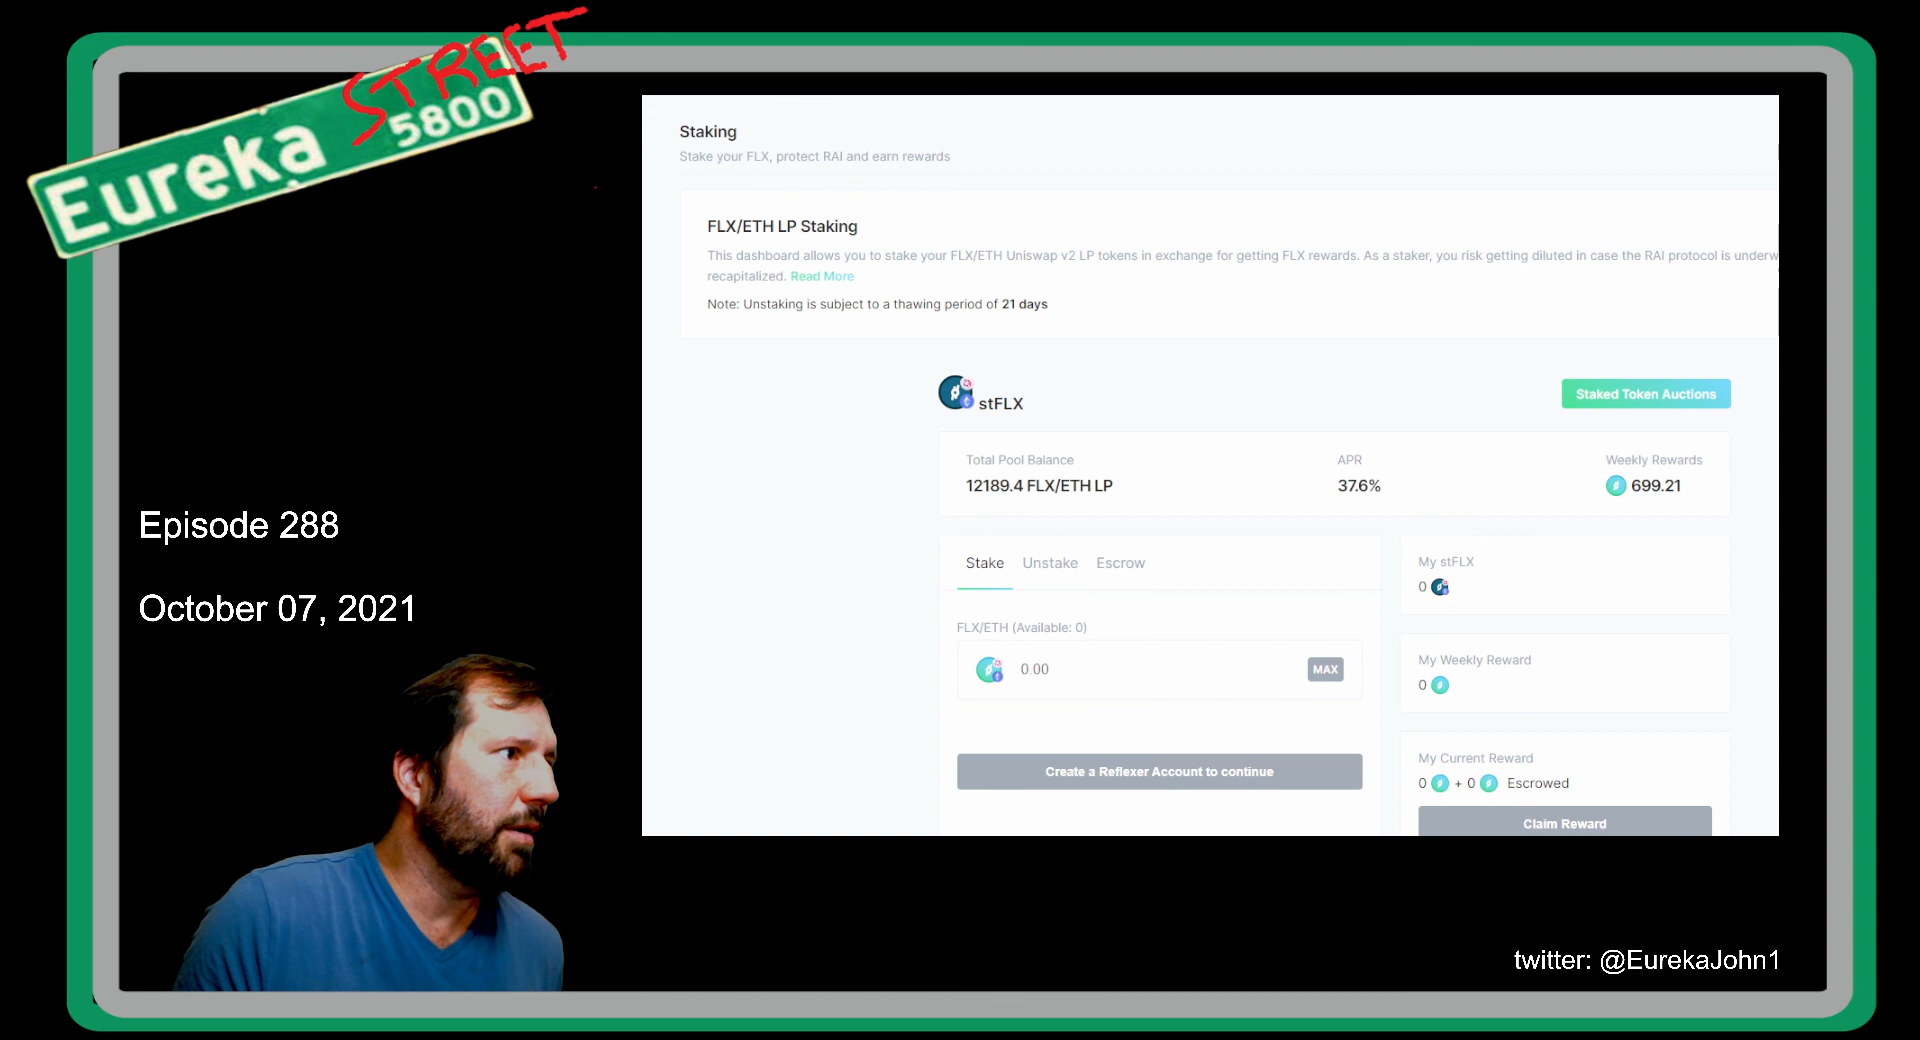 Eureka STREET
5800
Staking
Stake your FLX, protect RAI and earn rewards
FLX/ETH LP Staking
This dashboard allows you to stake your FLX/ETH Uniswap v2 LP tokens in exchange for getting FLX rewards. As a staker, you risk getting diluted in case the RAI protocol is underw
recapitalized. Read More
Note: Unstaking is subject to a thawing period of 21 days
stFLX
Staked Token Auctions
Total Pool Balance
12189.4 FLX/ETH LP
APR
37.6%
Weekly Rewards
699.21
Stake Unstake Escrow
FLX/ETH (Available: 0)
0.00
MAX
Create a Reflexer Account to continue
My stFLX
0
My Weekly Reward
0
My Current Reward
0 + 0 Escrowed
Claim Reward
Episode 288
October 07, 2021
twitter: @EurekaJohn1